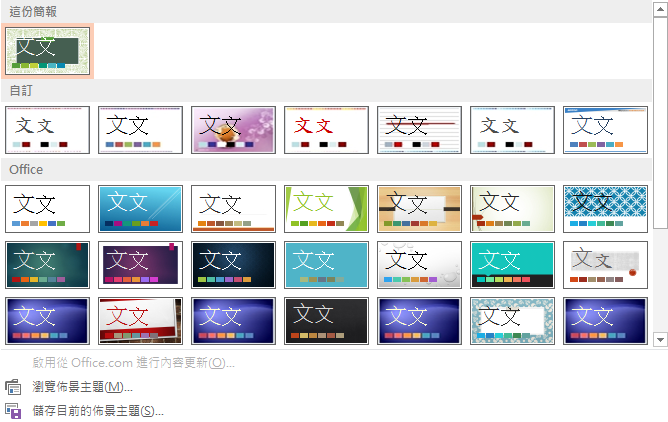 這份簡報
文文
自訂
文文 文文 文文 文文 文文 文文 文文
Office
文文 文文 文文 文文 文文 文文 文文
文文 文文 文文 文文 文文 文文 文文
文文 文文 文文 文文 文文 文文 文文
啟用從 Office.com 進行內容更新(O)...
瀏覽佈景主題(M)...
儲存目前的佈景主題(S)...